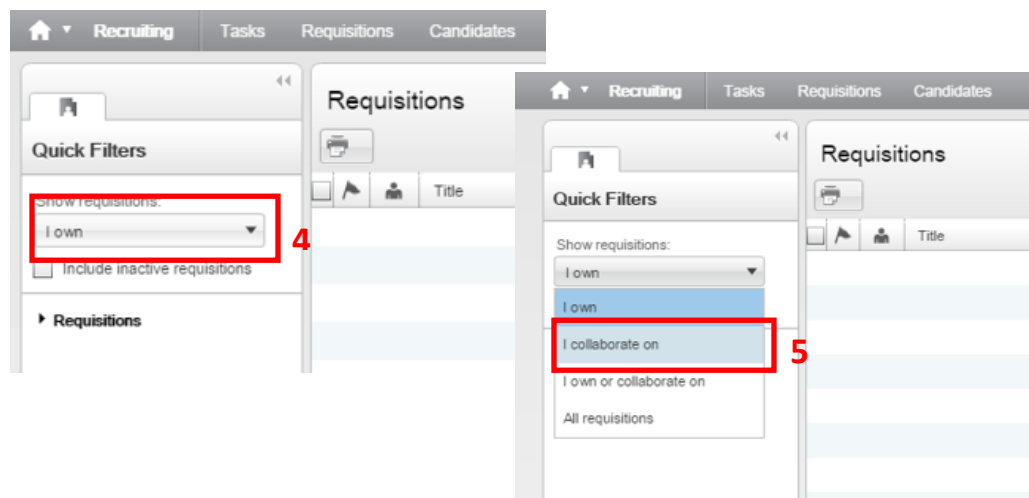 Recruiting Tasks Requisitions Candidates
Requisitions
Quick Filters
Title
Show requisitions:
I own
4
Include inactive requisitions
Requisitions
Recruiting Tasks Requisitions Candidates
Requisitions
Quick Filters
Title
Show requisitions:
I own
I own
I collaborate on
5
I own or collaborate on
All requisitions